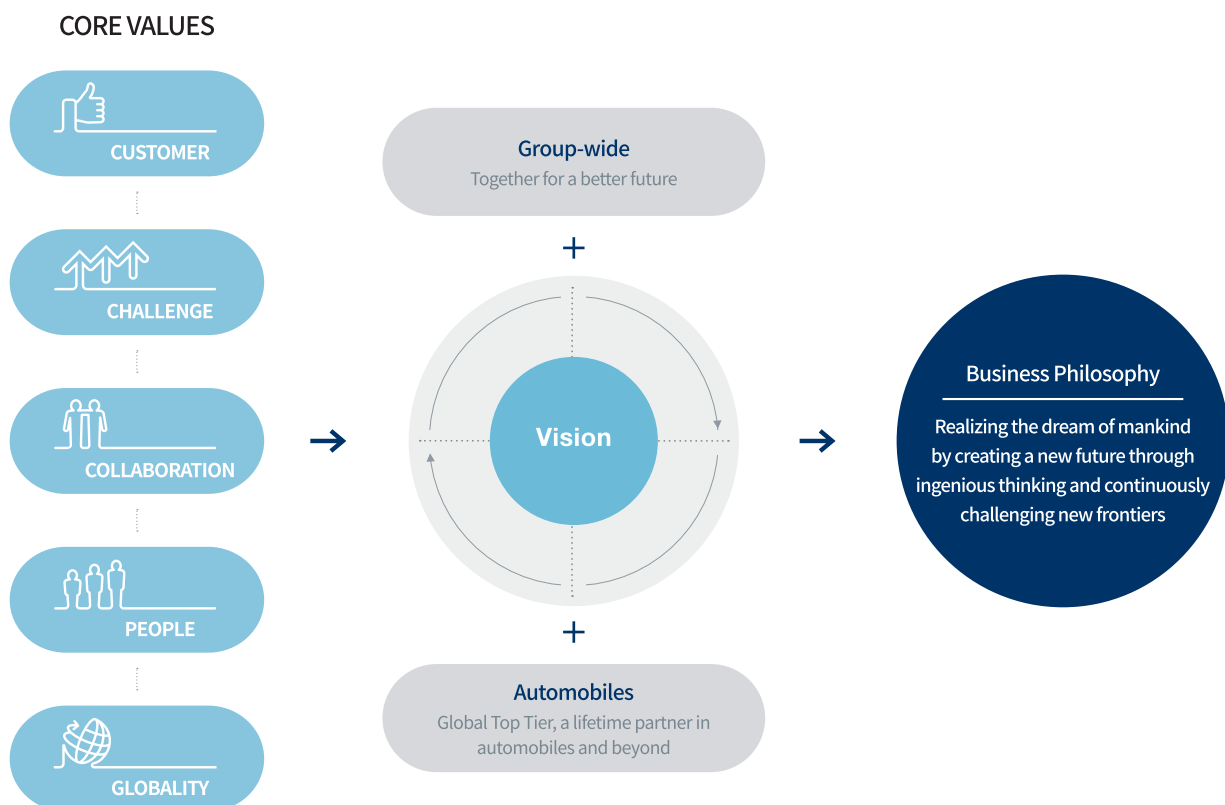 CORE VALUES
CUSTOMER
CHALLENGE
COLLABORATION
PEOPLE
GLOBALITY
Group-wide
Together for a better future
+
Vision
+
Automobiles
Global Top Tier, a lifetime partner in
automobiles and beyond
Business Philosophy
Realizing the dream of mankind
by creating a new future through
ingenious thinking and continuously
challenging new frontiers